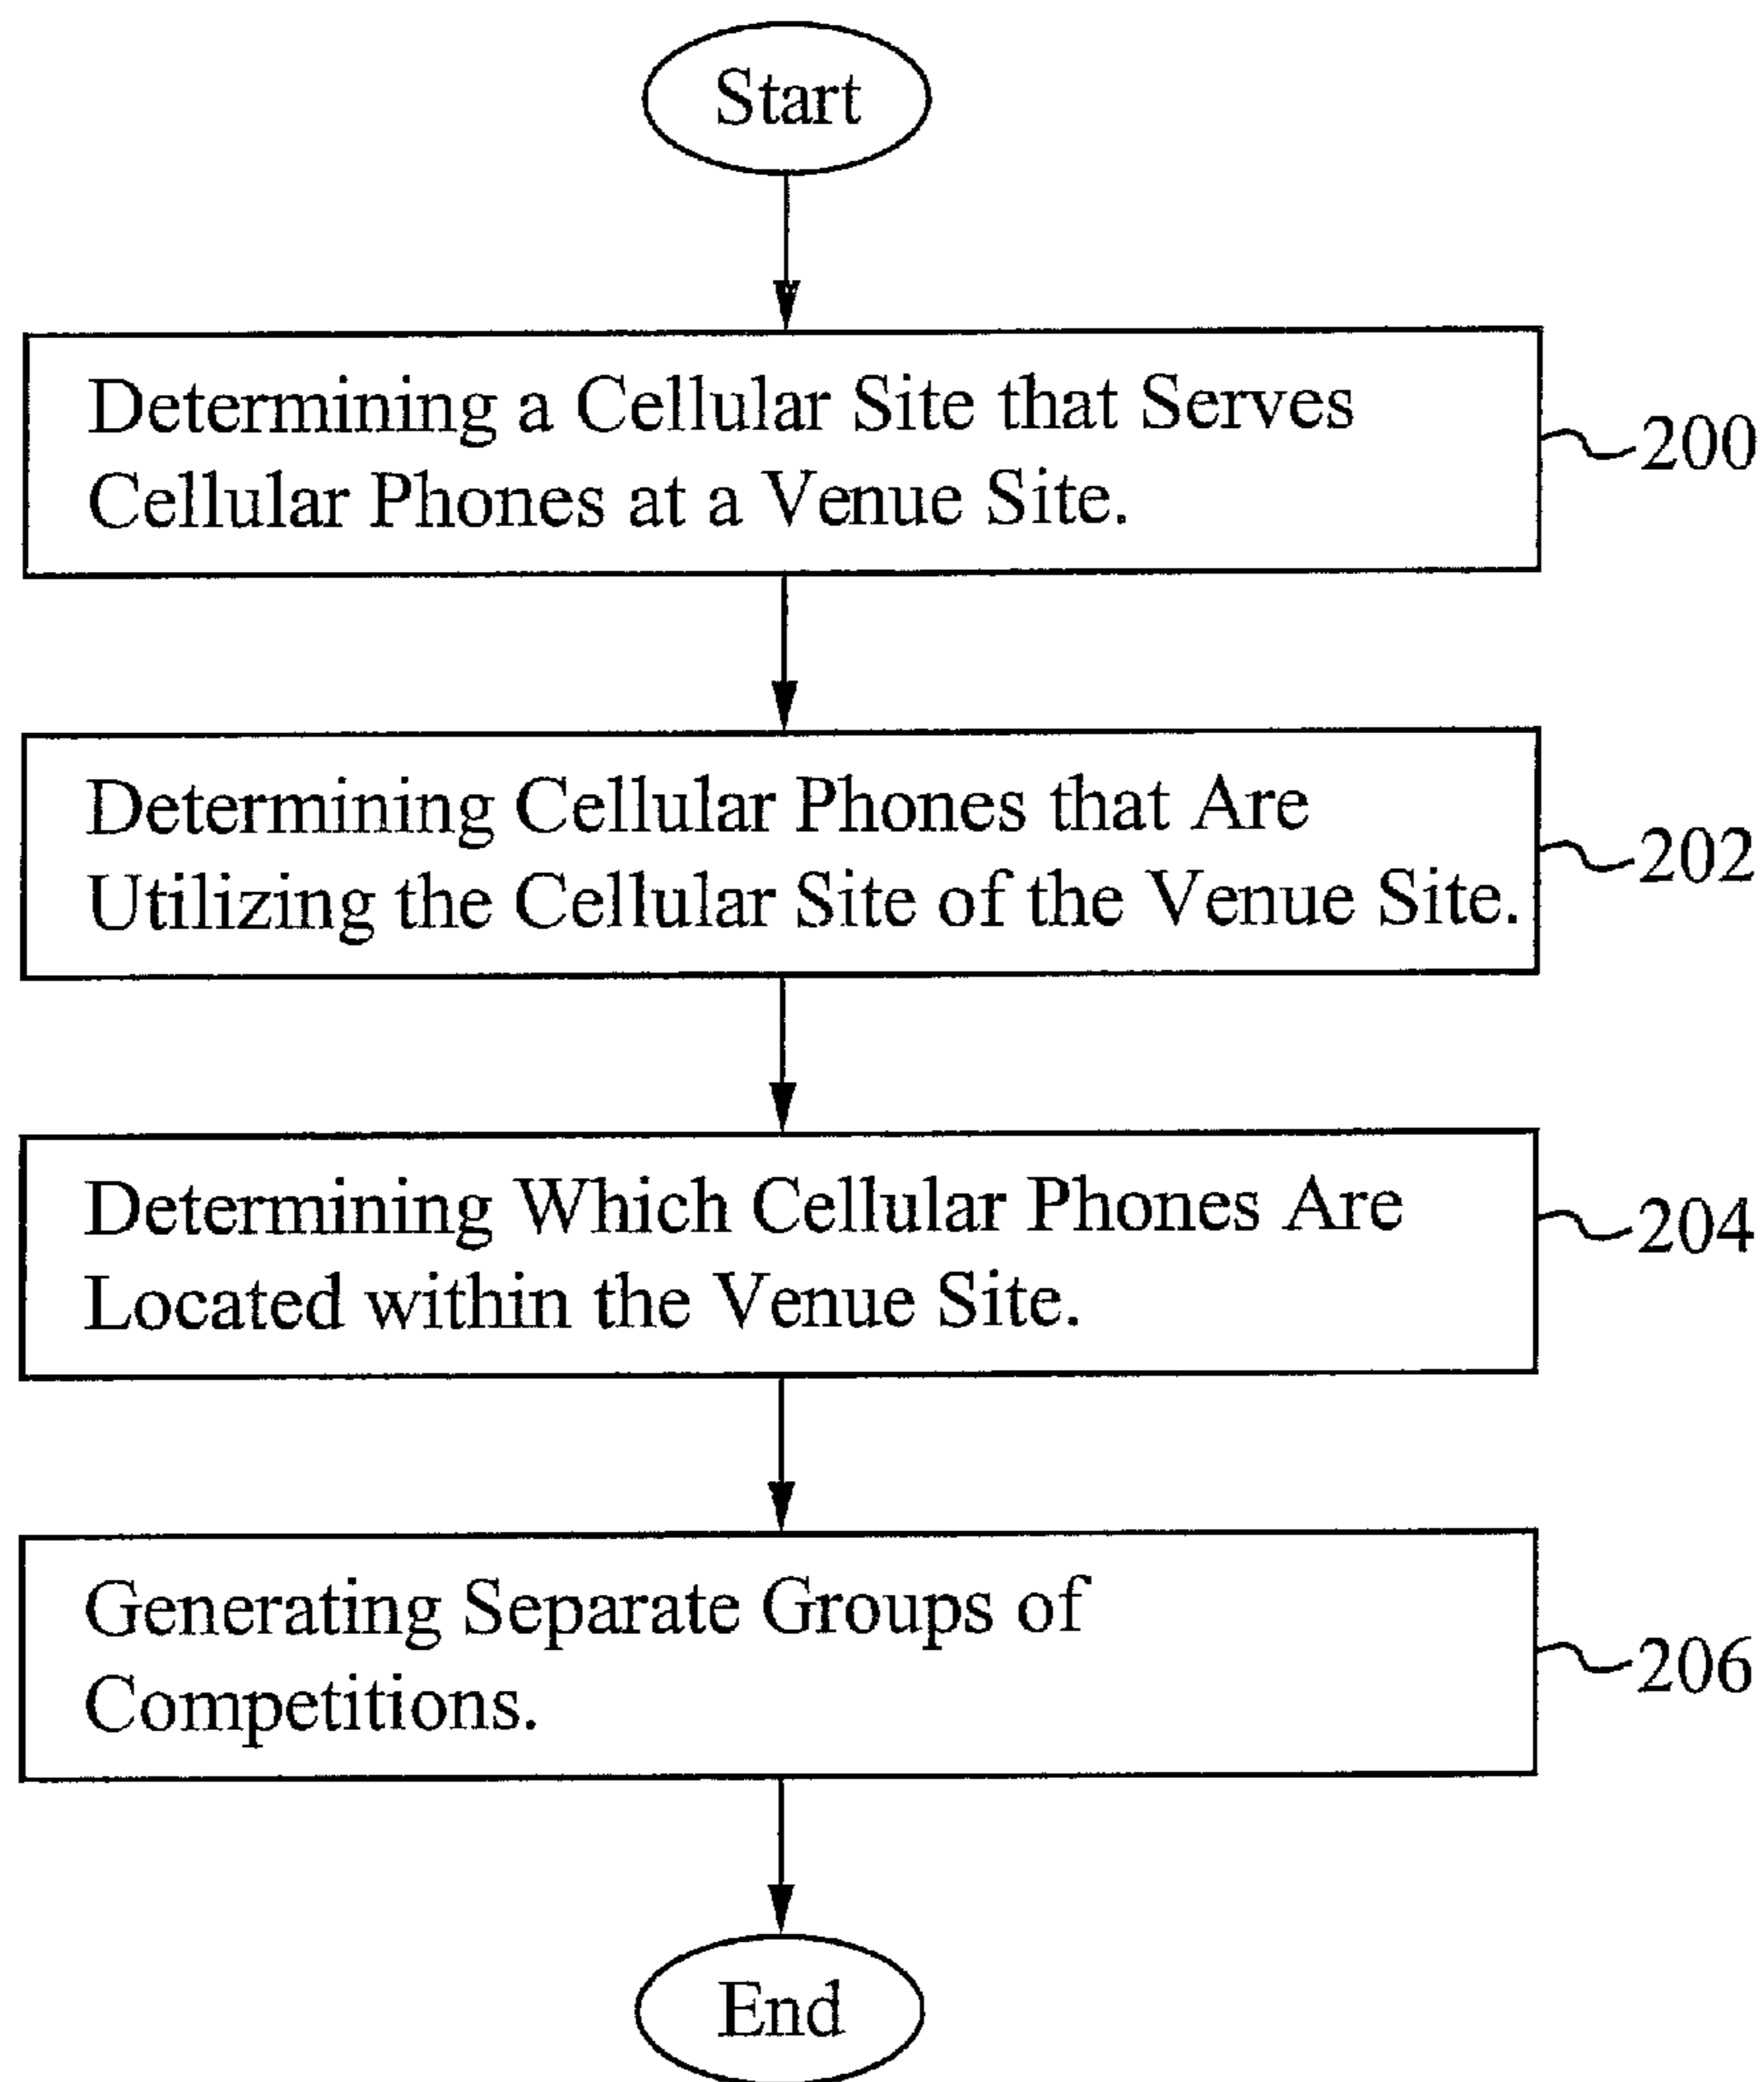 Start
Determining a Cellular Site that Serves
Cellular Phones at a Venue Site.
200
Determining Cellular Phones that Are
Utilizing the Cellular Site of the Venue Site.
202
Determining Which Cellular Phones Are
Located within the Venue Site.
204
Generating Separate Groups of
Competitions.
206
End